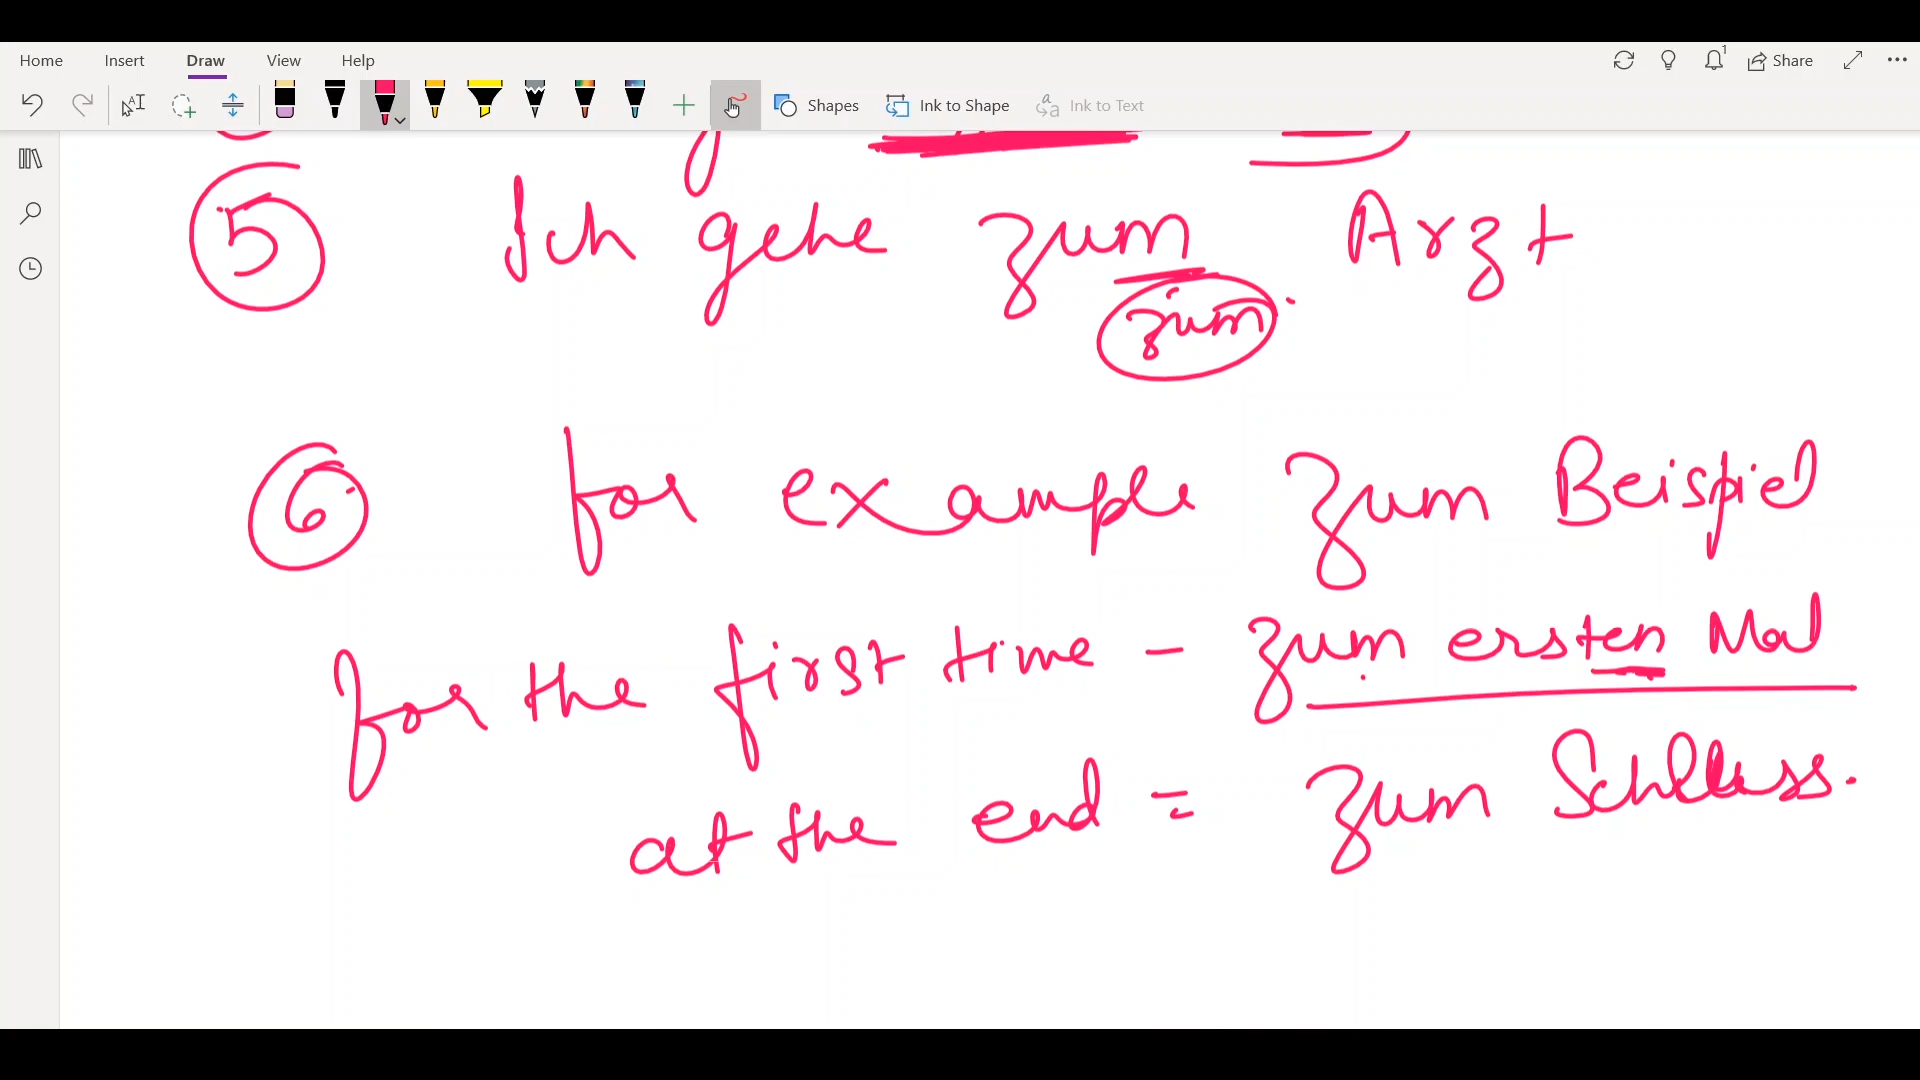 Home Insert Draw View Help
1 Share
Shapes Ink to Shape Ink to Text
5 Ich gehe zum Arzt
zum
6 for example zum Beispiel
for the first time - zum ersten Mal
at the end = zum Schluss.